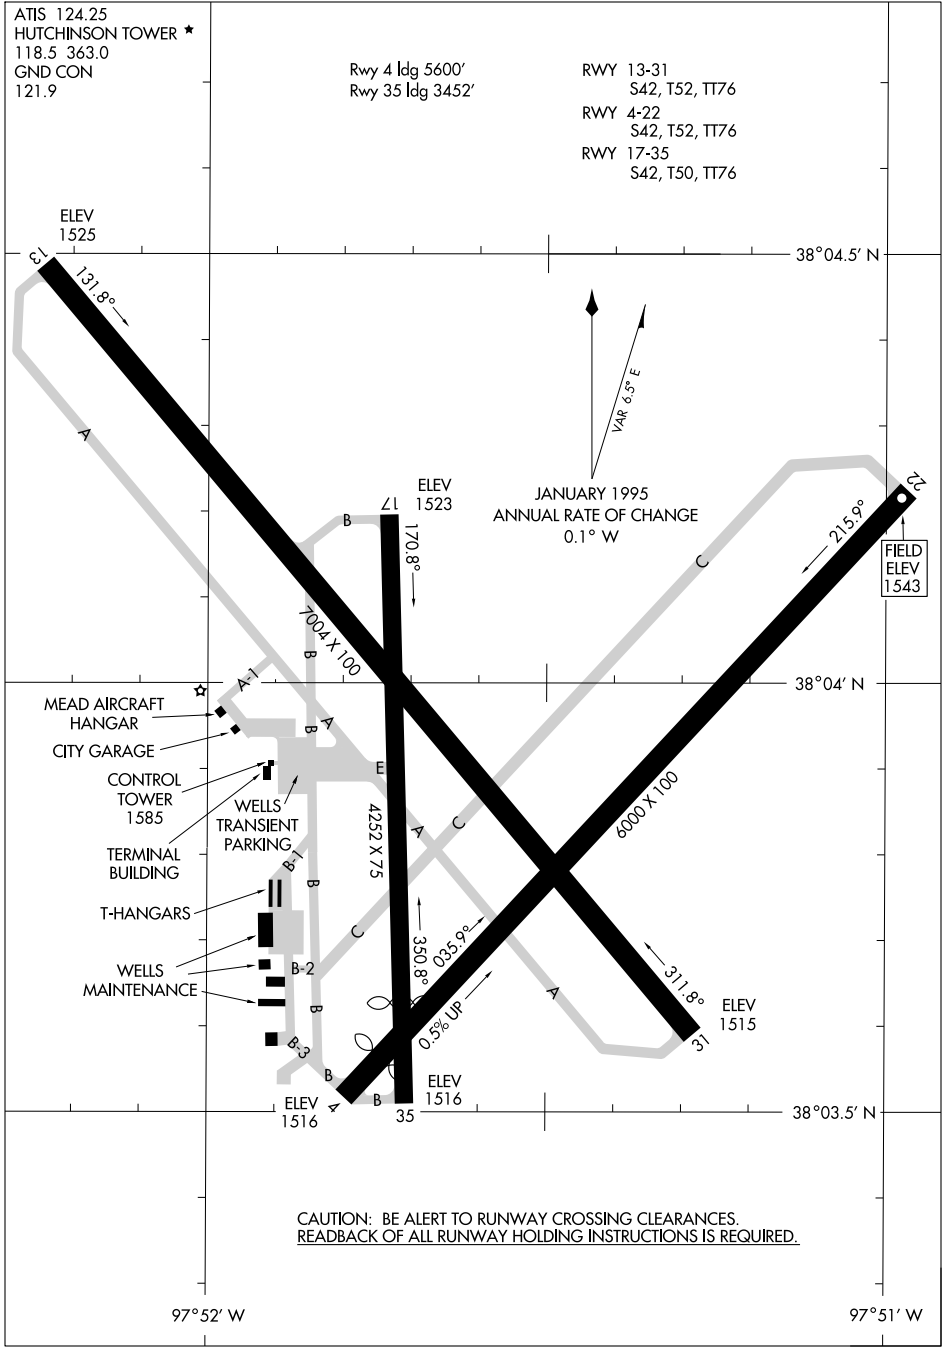 ATIS 124.25
HUTCHINSON TOWER ★
118.5 363.0
GND CON
121.9
Rwy 4 ldg 5600'
Rwy 35 ldg 3452'
RWY 13-31
S42, T52, TT76
RWY 4-22
S42, T52, TT76
RWY 17-35
S42, T50, TT76
ELEV
1525
13
131.8°
38°04.5' N
VAR 6.5° E
JANUARY 1995
ANNUAL RATE OF CHANGE
0.1° W
A
ELEV
1523
17
B
170.8°
22
215.9°
FIELD
ELEV
1543
C
7004 X 100
B
A-1
38°04' N
MEAD AIRCRAFT
HANGAR
CITY GARAGE
A
B
CONTROL
TOWER
1585
E
WELLS
TRANSIENT
PARKING
6000 X 100
4252 X 75
A
C
TERMINAL
BUILDING
B-1
B
T-HANGARS
C
350.8°
035.9°
WELLS
MAINTENANCE
B-2
B
A
311.8°
ELEV
1515
31
0.5% UP
B-3
B
B
ELEV
1516
4
ELEV
1516
35
38°03.5' N
CAUTION: BE ALERT TO RUNWAY CROSSING CLEARANCES.
READBACK OF ALL RUNWAY HOLDING INSTRUCTIONS IS REQUIRED.
97°52' W
97°51' W